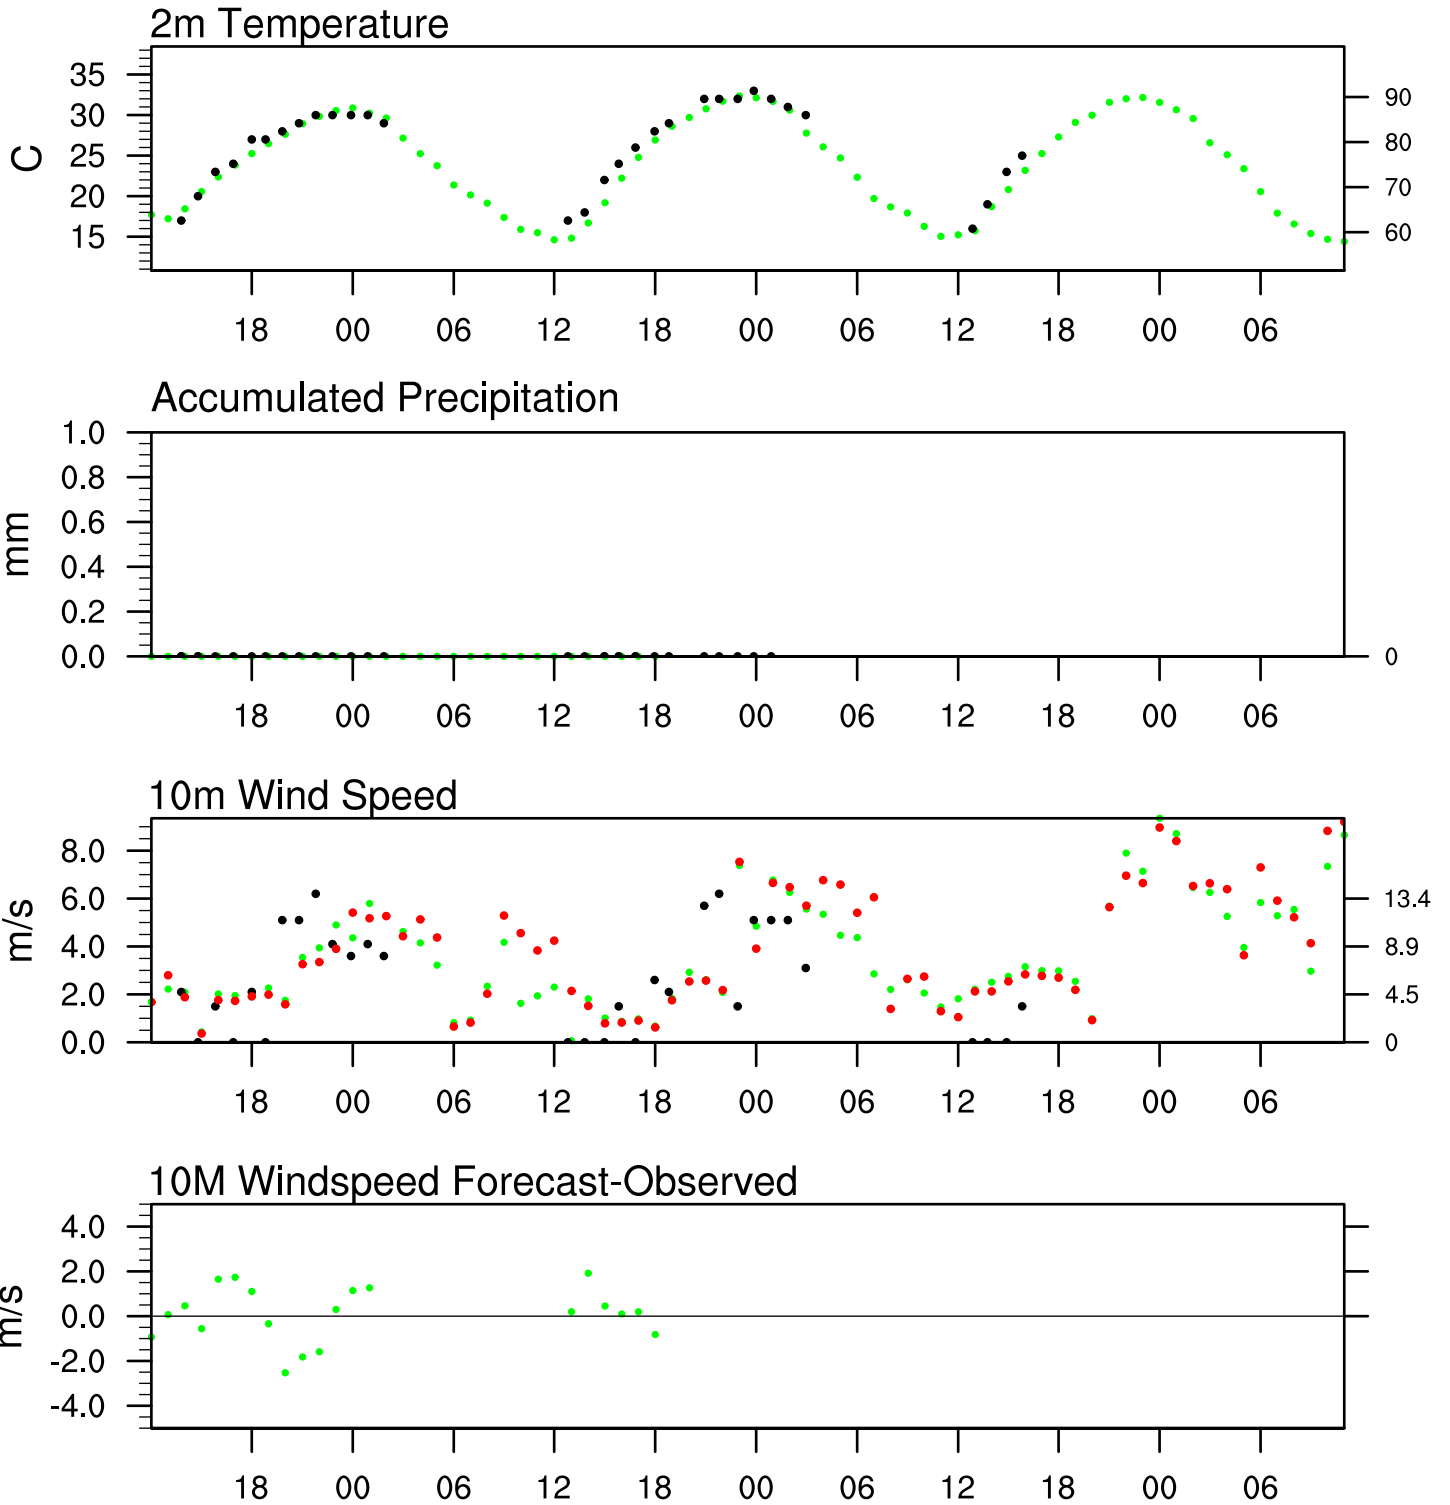 2m Temperature
35
30
25
20
15
C
90
80
70
60
18 00 06 12 18 00 06 12 18 00 06
Accumulated Precipitation
1.0
0.8
0.6
0.4
0.2
0.0
mm
0
18 00 06 12 18 00 06 12 18 00 06
10m Wind Speed
8.0
6.0
4.0
2.0
0.0
m/s
13.4
8.9
4.5
0
18 00 06 12 18 00 06 12 18 00 06
10M Windspeed Forecast-Observed
4.0
2.0
0.0
-2.0
-4.0
m/s
18 00 06 12 18 00 06 12 18 00 06